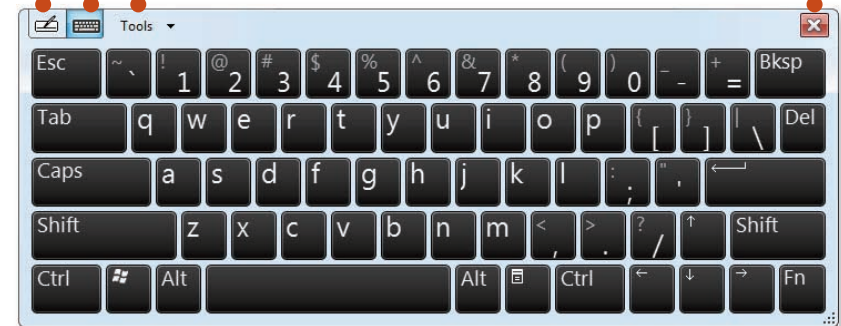 Tools
Esc ~ ` ! 1 @ 2 # 3 $ 4 % 5 ^ 6 & 7 * 8 ( 9 ) 0 _ - + = Bksp
Tab q w e r t y u i o p { [ } ] | \ Del
Caps a s d f g h j k l : ; " '
Shift z x c v b n m < , > . ? / ↑ Shift
Ctrl Alt Alt Ctrl ← ↓ → Fn